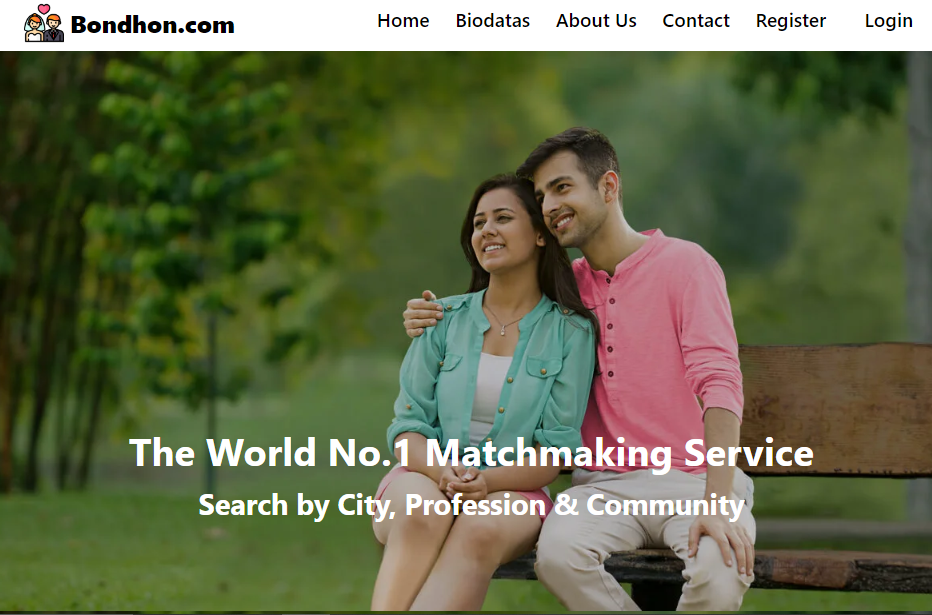 Bondhon.com
Home Biodatas About Us Contact Register Login
The World No.1 Matchmaking Service
Search by City, Profession & Community